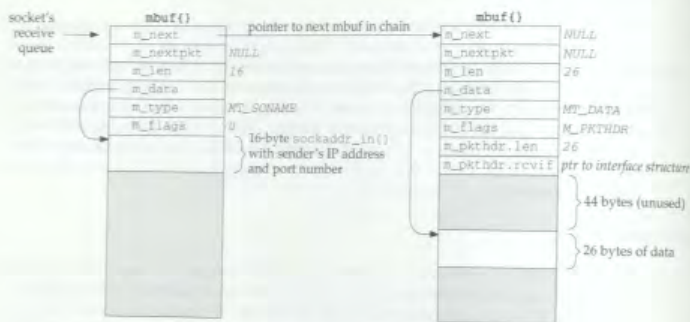 socket's
receive
queue
mbuf{}
m_next
m_nextpkt NULL
m_len 16
m_data
m_type MT_SONAME
m_flags 0
16-byte sockaddr_in{}
with sender's IP address
and port number
pointer to next mbuf in chain
mbuf{}
m_next NULL
m_nextpkt NULL
m_len 26
m_data
m_type MT_DATA
m_flags M_PKTHDR
m_pkthdr.len 26
m_pkthdr.rcvif ptr to interface structure
44 bytes (unused)
26 bytes of data